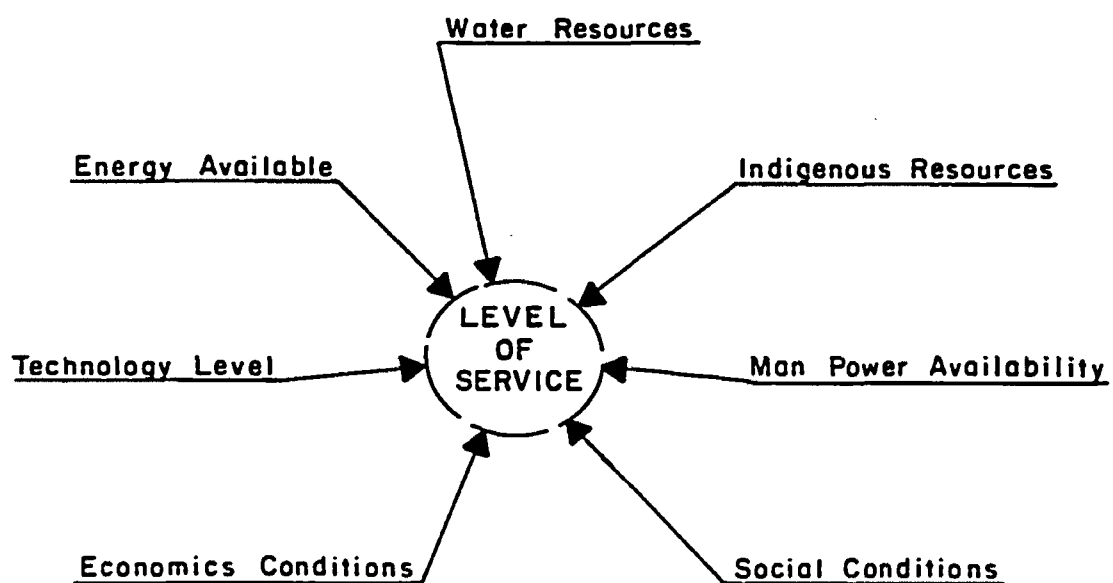 Water Resources
Energy Available
Indigenous Resources
LEVEL
OF
SERVICE
Technology Level
Man Power Availability
Economics Conditions
Social Conditions